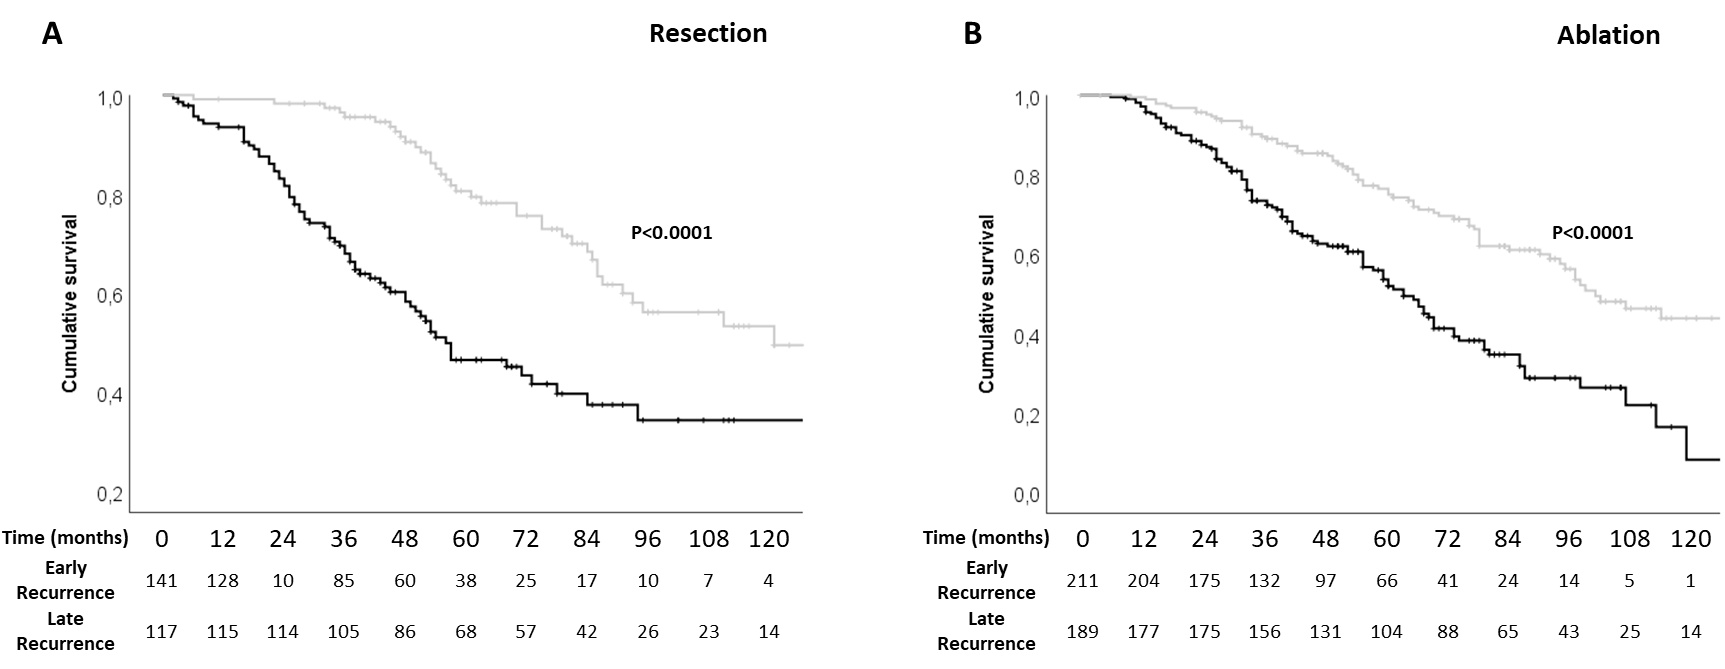 A
Resection
1,0
0,8
0,6
0,4
0,2
Cumulative survival
P<0.0001
Time (months) 0 12 24 36 48 60 72 84 96 108 120
Early
Recurrence 141 128 10 85 60 38 25 17 10 7 4
Late
Recurrence 117 115 114 105 86 68 57 42 26 23 14
B
Ablation
1,0
0,8
0,6
0,4
0,2
0,0
Cumulative survival
P<0.0001
Time (months) 0 12 24 36 48 60 72 84 96 108 120
Early
Recurrence 211 204 175 132 97 66 41 24 14 5 1
Late
Recurrence 189 177 175 156 131 104 88 65 43 25 14